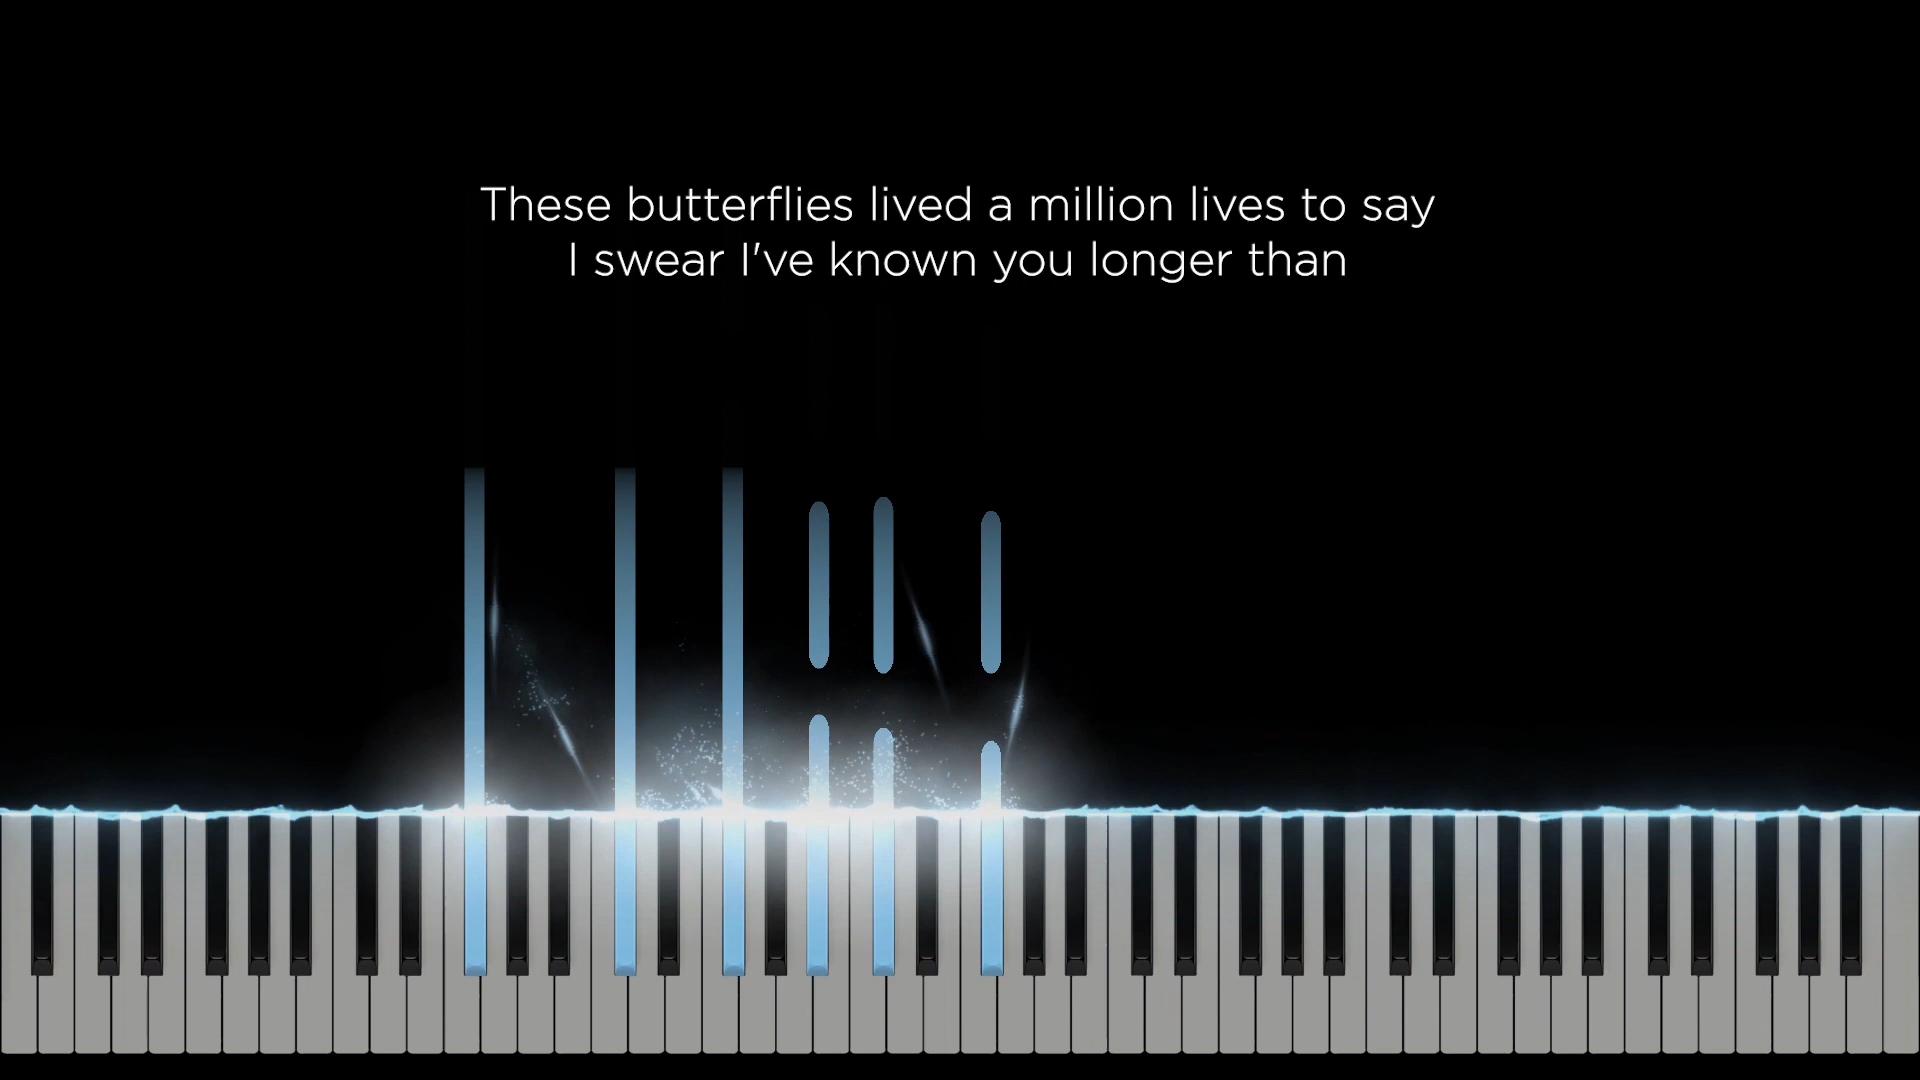 These butterflies lived a million lives to say
I swear I've known you longer than